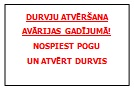 DURVJU ATVĒRŠANA
AVĀRIJAS GADĪJUMĀ!
NOSPIEST POGU
UN ATVĒRT DURVIS